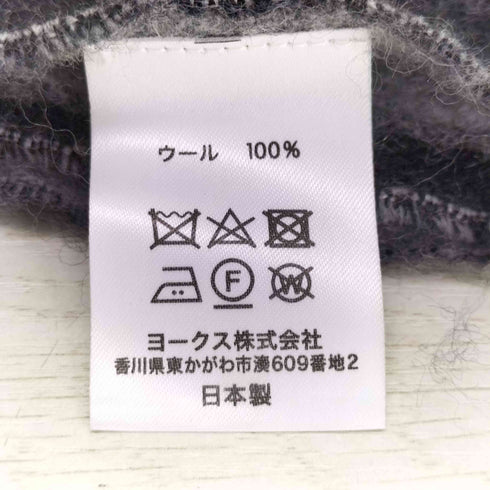 ウール 100%
F W
ヨークス株式会社
香川県東かがわ市湊609番地2
日本製